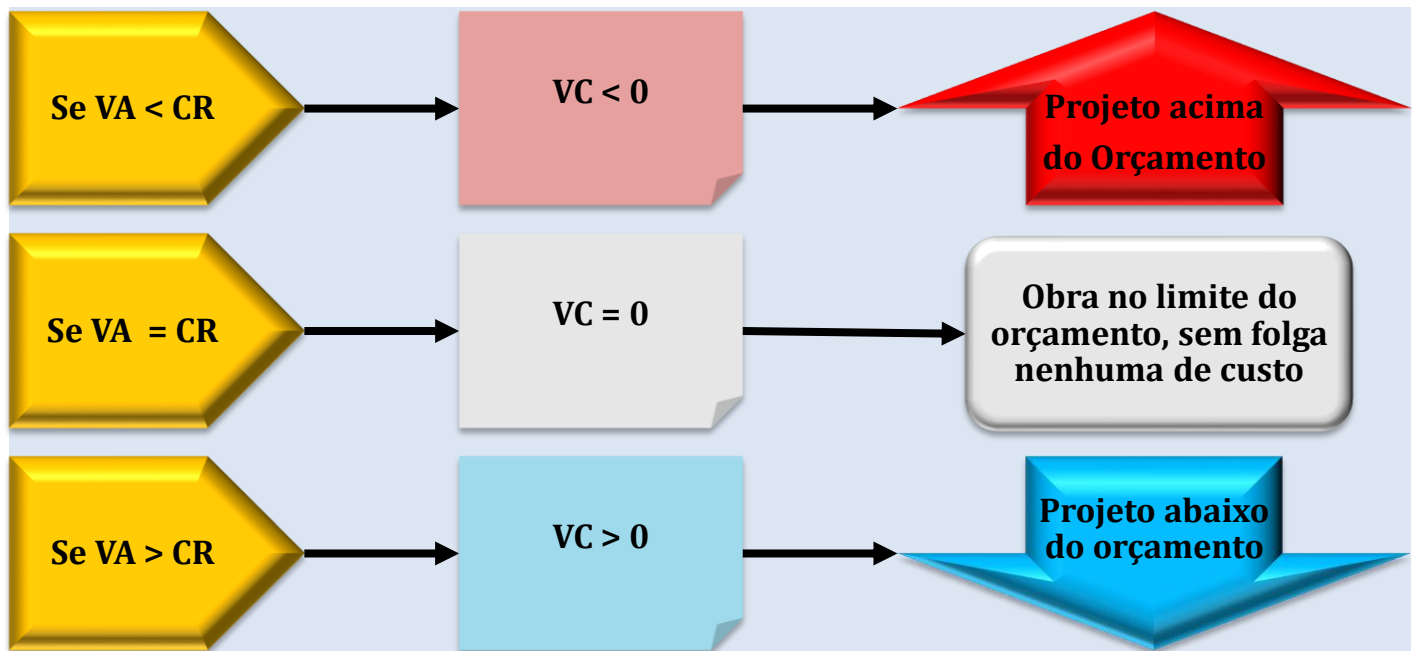 Se VA < CR
VC < 0
Projeto acima
do Orçamento
Se VA = CR
VC = 0
Obra no limite do
orçamento, sem folga
nenhuma de custo
Se VA > CR
VC > 0
Projeto abaixo
do orçamento